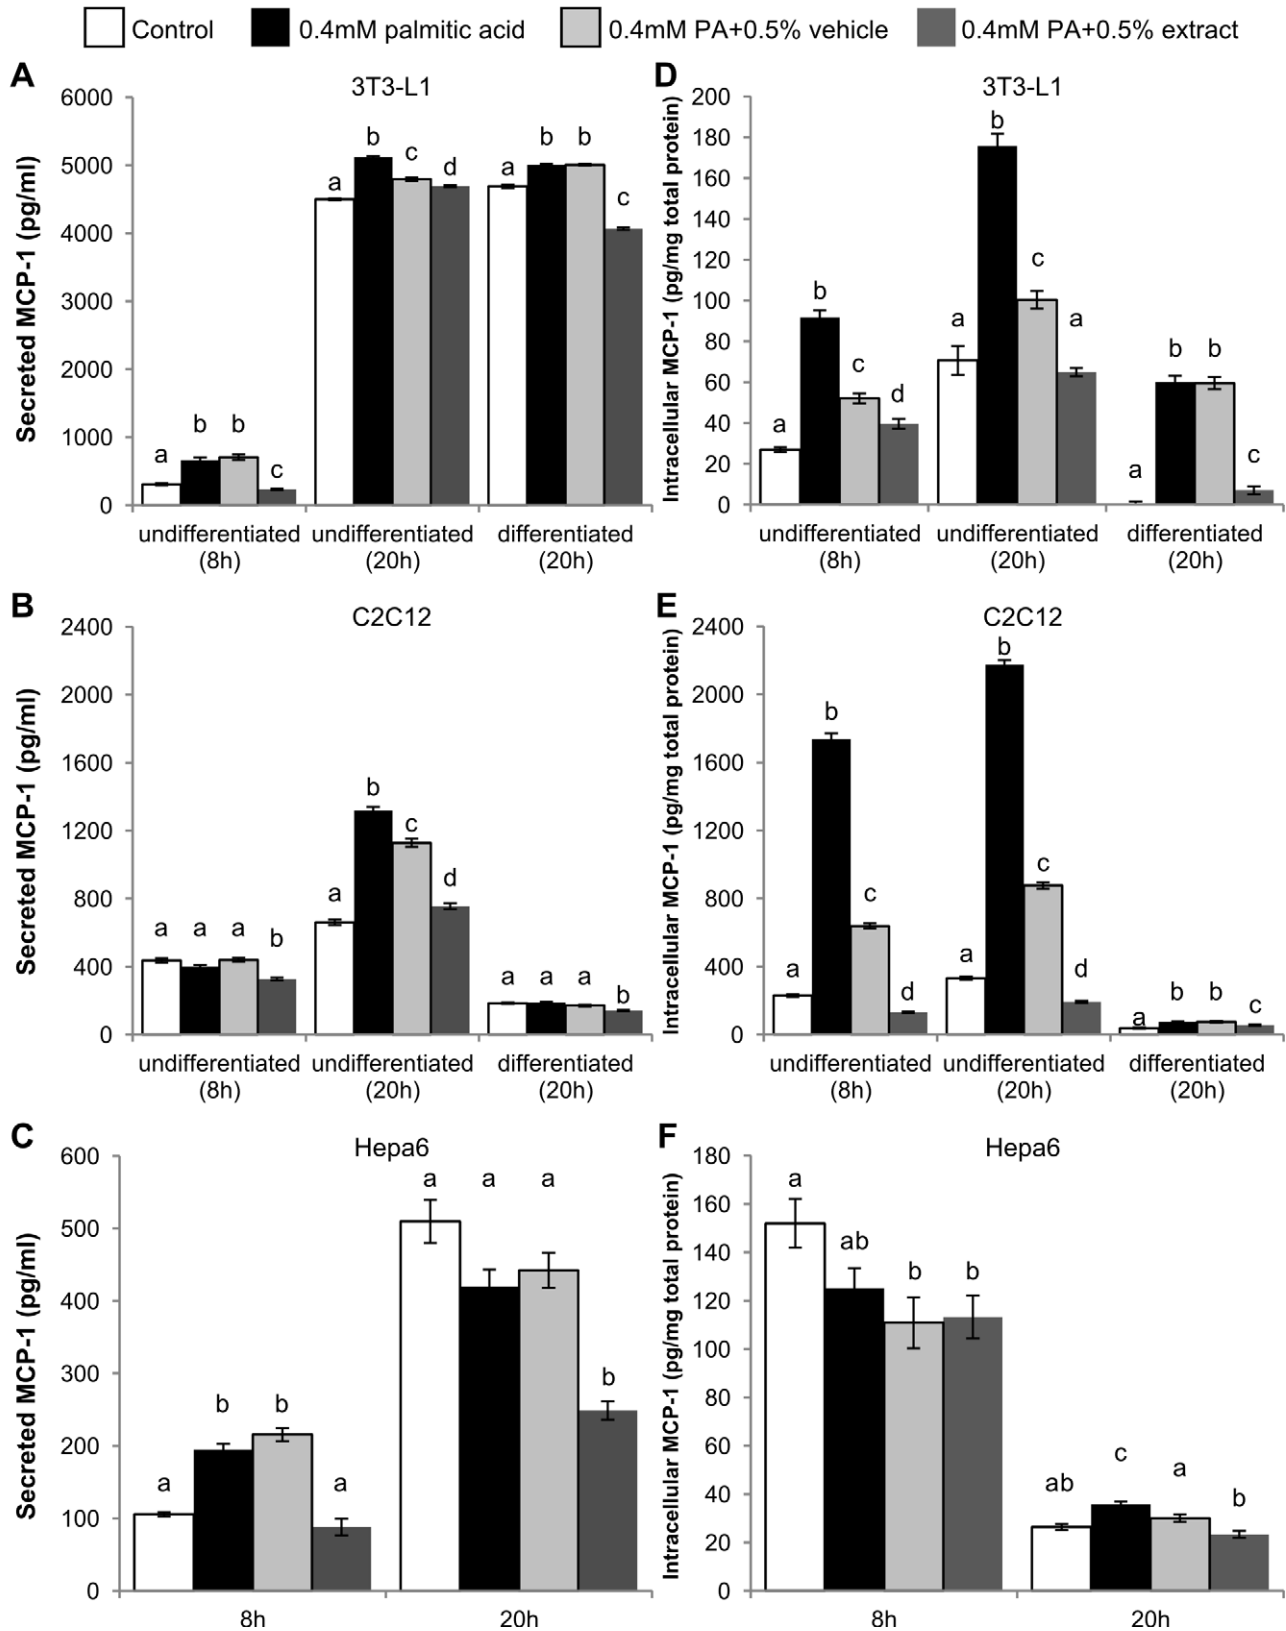 Control 0.4mM palmitic acid 0.4mM PA+0.5% vehicle 0.4mM PA+0.5% extract
A
3T3-L1
Secreted MCP-1 (pg/ml)
6000
5000
4000
3000
2000
1000
0
a b b c
a b c d
a b b c
undifferentiated undifferentiated differentiated
(8h) (20h) (20h)
D
3T3-L1
Intracellular MCP-1 (pg/mg total protein)
200
180
160
140
120
100
80
60
40
20
0
a b c d
a b c a
a b b c
undifferentiated undifferentiated differentiated
(8h) (20h) (20h)
B
C2C12
Secreted MCP-1 (pg/ml)
2400
2000
1600
1200
800
400
0
a a a b
a b c d
a a a b
undifferentiated undifferentiated differentiated
(8h) (20h) (20h)
E
C2C12
Intracellular MCP-1 (pg/mg total protein)
2400
2000
1600
1200
800
400
0
a b c d
a b c d
a b b c
undifferentiated undifferentiated differentiated
(8h) (20h) (20h)
C
Hepa6
Secreted MCP-1 (pg/ml)
600
500
400
300
200
100
0
a b b a
a a a b
8h 20h
F
Hepa6
Intracellular MCP-1 (pg/mg total protein)
180
160
140
120
100
80
60
40
20
0
a ab b b
ab c a b
8h 20h